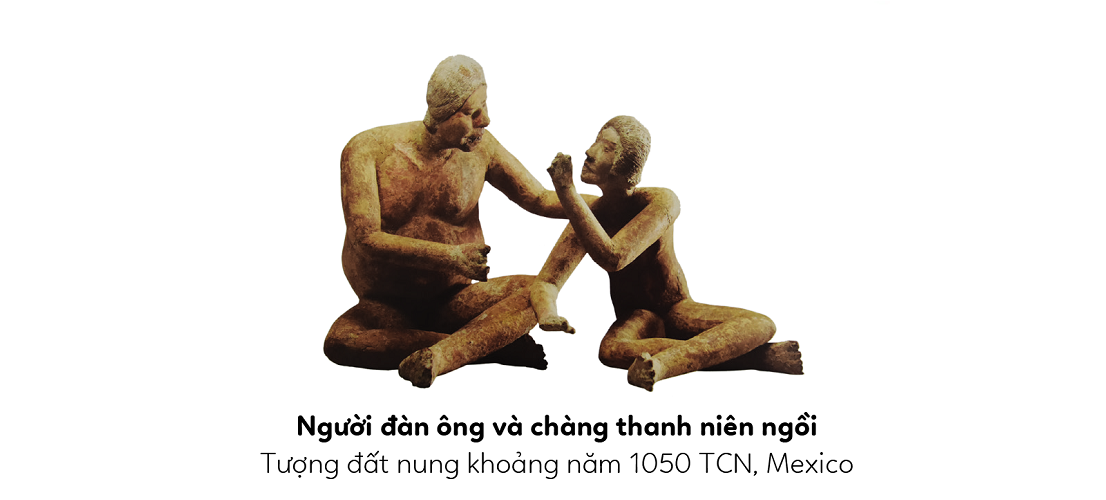 Người đàn ông và chàng thanh niên ngồi
Tượng đất nung khoảng năm 1050 TCN, Mexico